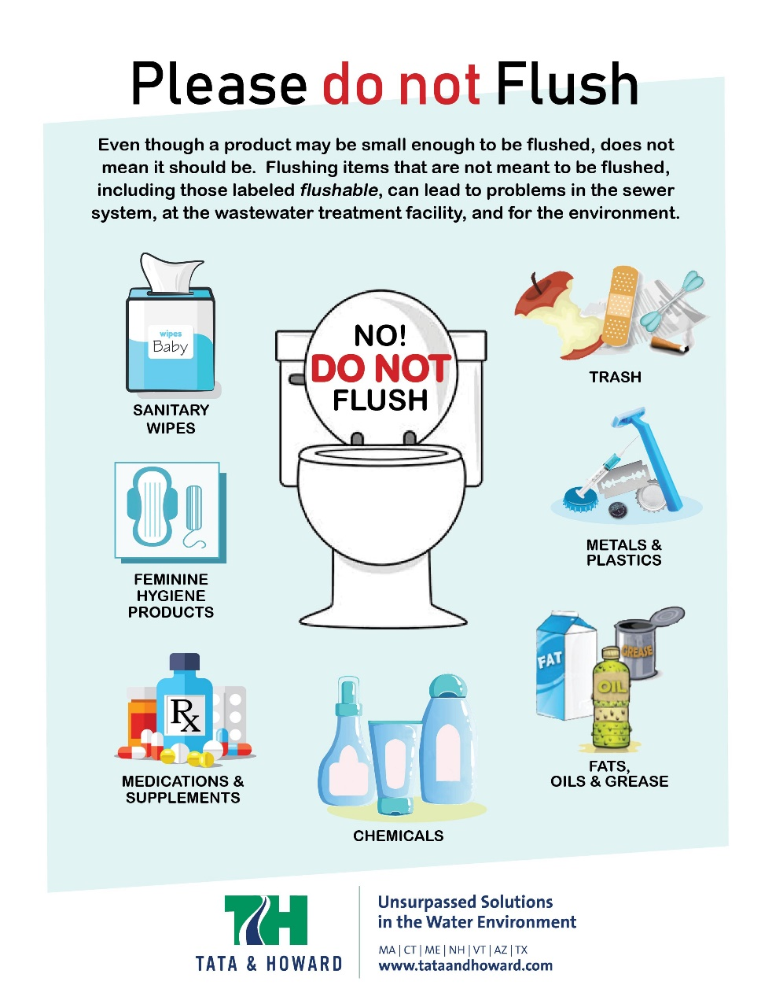 Please do not Flush
Even though a product may be small enough to be flushed, does not
mean it should be. Flushing items that are not meant to be flushed,
including those labeled flushable, can lead to problems in the sewer
system, at the wastewater treatment facility, and for the environment.
wipes
Baby
SANITARY
WIPES
NO!
DO NOT
FLUSH
TRASH
FEMININE
HYGIENE
PRODUCTS
METALS &
PLASTICS
Rx
MEDICATIONS &
SUPPLEMENTS
CHEMICALS
FAT
GREASE
OIL
FATS,
OILS & GREASE
TH
TATA & HOWARD
Unsurpassed Solutions
in the Water Environment
MA | CT | ME | NH | VT | AZ | TX
www.tataandhoward.com